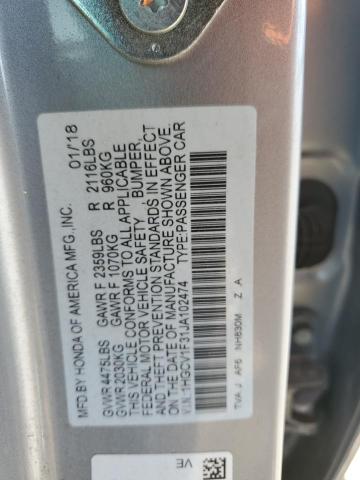 MFD.BY HONDA OF AMERICA MFG.,INC. 01/18
GVWR 4475LBS GAWR F 2359LBS R 2116LBS
GVWR 2030KG GAWR F 1070KG R 960KG
THIS VEHICLE CONFORMS TO ALL APPLICABLE
FEDERAL MOTOR VEHICLE SAFETY, BUMPER,
THEFT PREVENTION STANDARDS IN EFFECT
ON THE DATE OF MANUFACTURE SHOWN ABOVE.
V.I.N.:1HGCV1F31JA102474 TYPE:PASSENGER CAR
TVA J AF6 NH830M Z A
VE